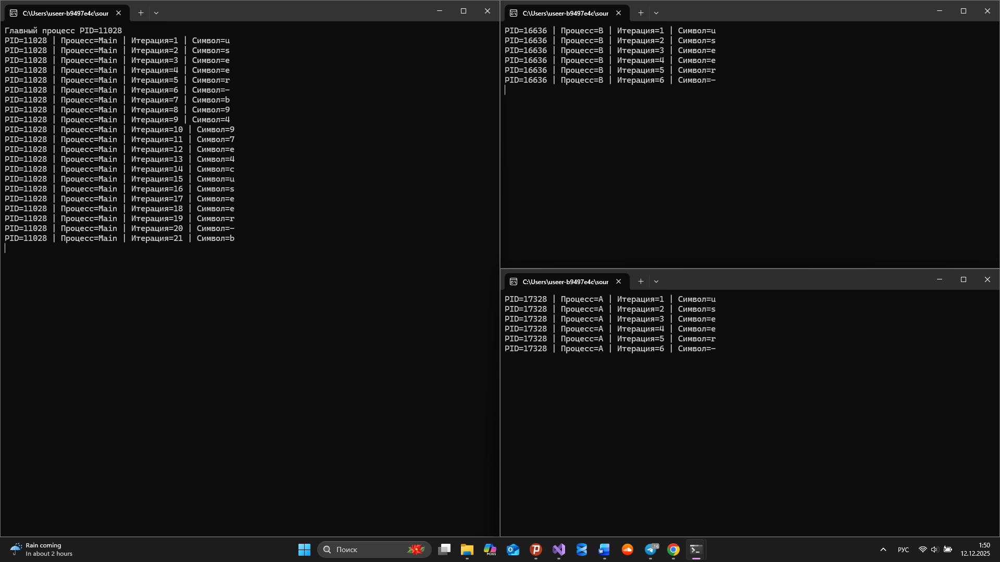 C:\Users\useer-b9497e4c\sour
Главный процесс PID=11028
PID=11028 | Процесс=Main | Итерация=1 | Символ=u
PID=11028 | Процесс=Main | Итерация=2 | Символ=s
PID=11028 | Процесс=Main | Итерация=3 | Символ=e
PID=11028 | Процесс=Main | Итерация=4 | Символ=e
PID=11028 | Процесс=Main | Итерация=5 | Символ=r
PID=11028 | Процесс=Main | Итерация=6 | Символ=-
PID=11028 | Процесс=Main | Итерация=7 | Символ=b
PID=11028 | Процесс=Main | Итерация=8 | Символ=9
PID=11028 | Процесс=Main | Итерация=9 | Символ=4
PID=11028 | Процесс=Main | Итерация=10 | Символ=9
PID=11028 | Процесс=Main | Итерация=11 | Символ=7
PID=11028 | Процесс=Main | Итерация=12 | Символ=e
PID=11028 | Процесс=Main | Итерация=13 | Символ=4
PID=11028 | Процесс=Main | Итерация=14 | Символ=c
PID=11028 | Процесс=Main | Итерация=15 | Символ=u
PID=11028 | Процесс=Main | Итерация=16 | Символ=s
PID=11028 | Процесс=Main | Итерация=17 | Символ=e
PID=11028 | Процесс=Main | Итерация=18 | Символ=e
PID=11028 | Процесс=Main | Итерация=19 | Символ=r
PID=11028 | Процесс=Main | Итерация=20 | Символ=-
PID=11028 | Процесс=Main | Итерация=21 | Символ=b
C:\Users\useer-b9497e4c\sour
PID=16636 | Процесс=B | Итерация=1 | Символ=u
PID=16636 | Процесс=B | Итерация=2 | Символ=s
PID=16636 | Процесс=B | Итерация=3 | Символ=e
PID=16636 | Процесс=B | Итерация=4 | Символ=e
PID=16636 | Процесс=B | Итерация=5 | Символ=r
PID=16636 | Процесс=B | Итерация=6 | Символ=-
C:\Users\useer-b9497e4c\sour
PID=17328 | Процесс=A | Итерация=1 | Символ=u
PID=17328 | Процесс=A | Итерация=2 | Символ=s
PID=17328 | Процесс=A | Итерация=3 | Символ=e
PID=17328 | Процесс=A | Итерация=4 | Символ=e
PID=17328 | Процесс=A | Итерация=5 | Символ=r
PID=17328 | Процесс=A | Итерация=6 | Символ=-
Rain coming
In about 2 hours
Поиск
M365
16
РУС
1:50
12.12.2025